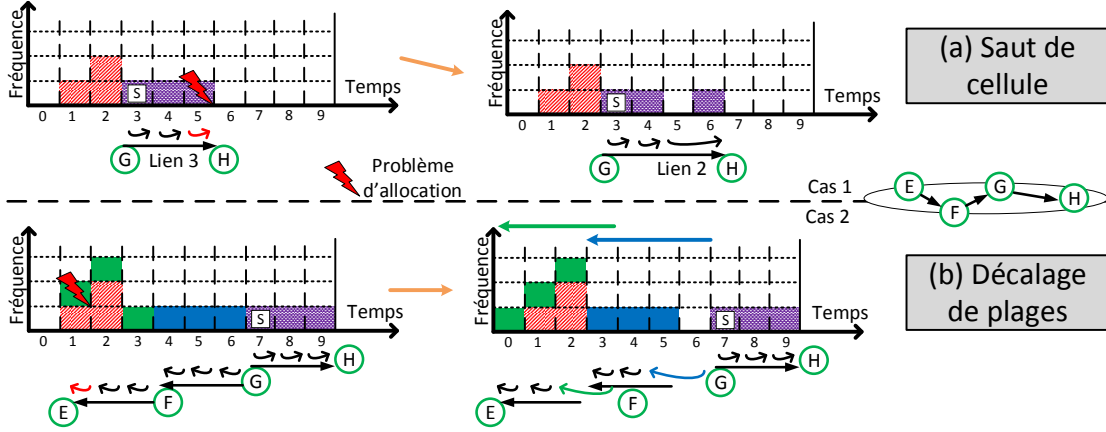 Fréquence
S
Temps
0 1 2 3 4 5 6 7 8 9
G Lien 3 H
Fréquence
S
Temps
0 1 2 3 4 5 6 7 8 9
G Lien 2 H
(a) Saut de
cellule
Problème
d'allocation
Cas 1
Cas 2
E F G H
Fréquence
S
Temps
0 1 2 3 4 5 6 7 8 9
H
G
F
E
Fréquence
S
Temps
0 1 2 3 4 5 6 7 8 9
H
G
F
E
(b) Décalage
de plages